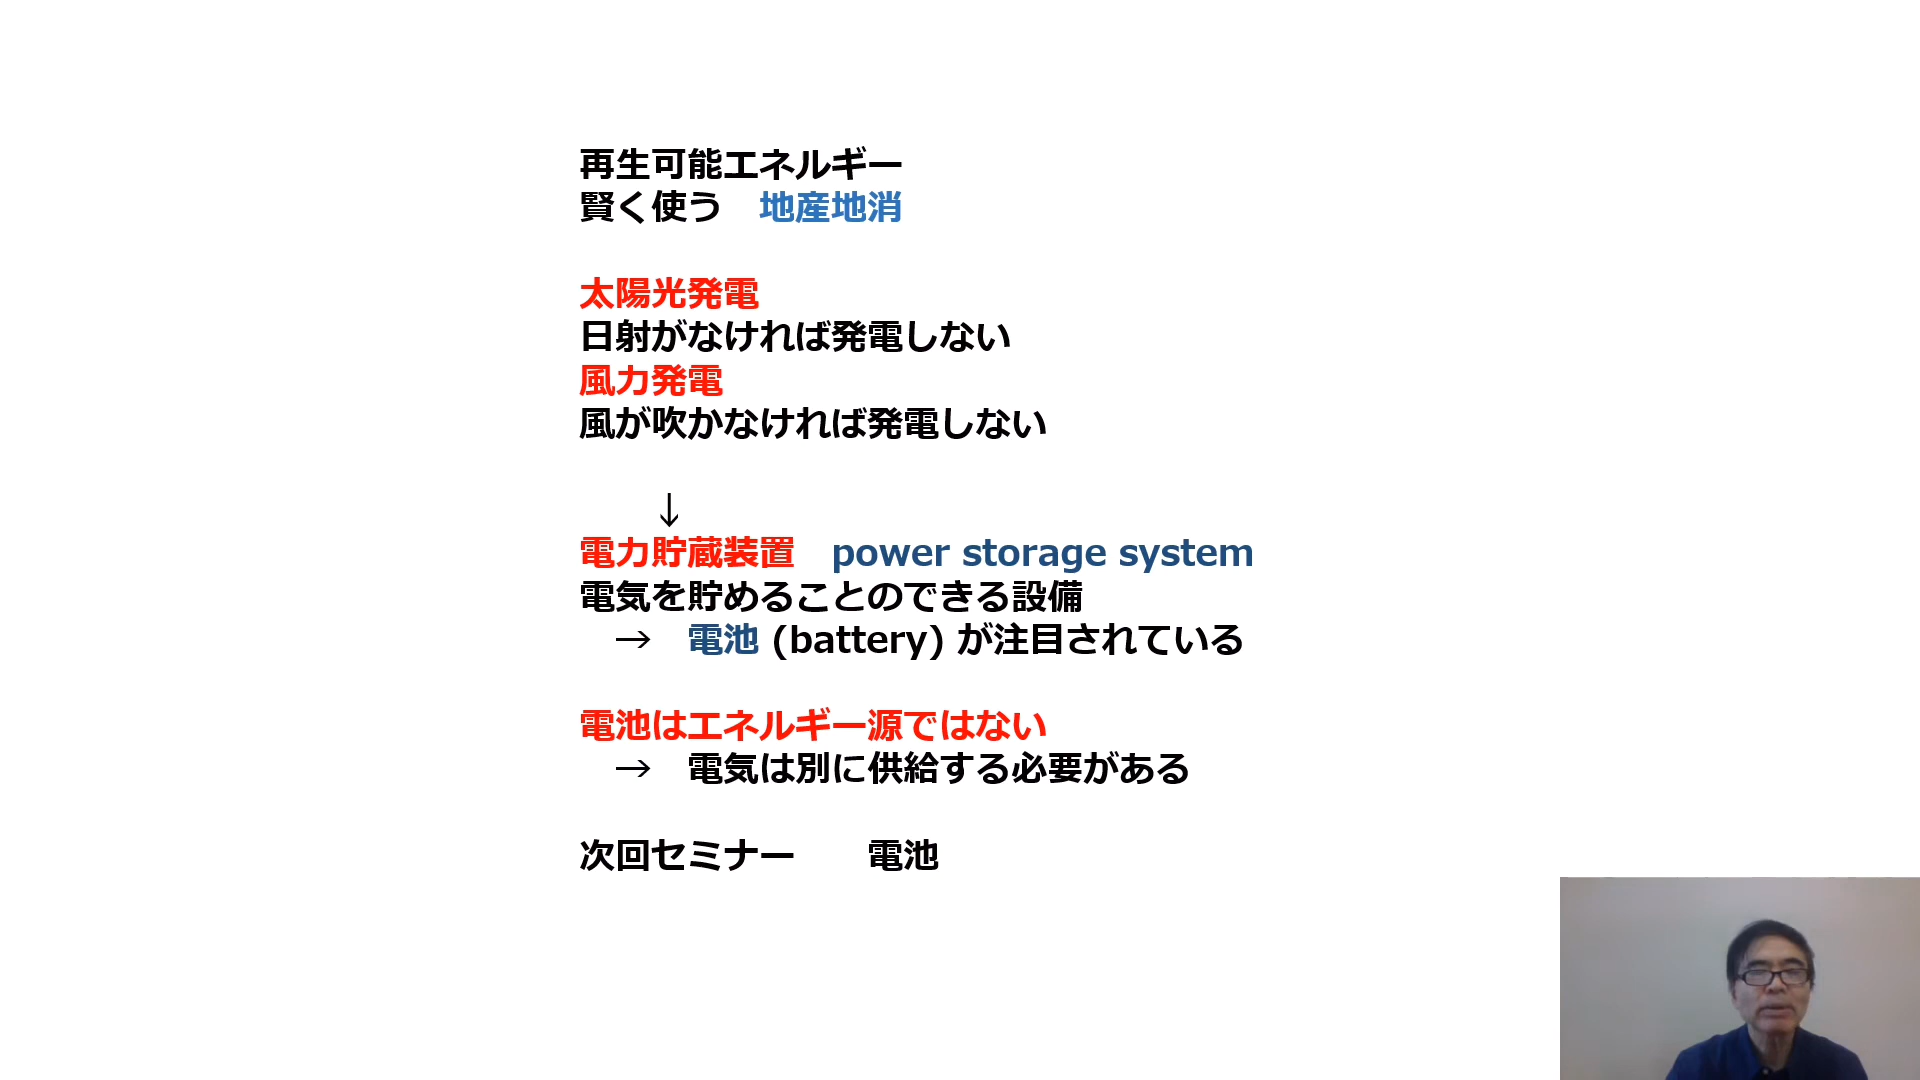 再生可能エネルギー
賢く使う　地産地消
太陽光発電
日射がなければ発電しない
風力発電
風が吹かなければ発電しない
↓
電力貯蔵装置　power storage system
電気を貯めることのできる設備
→　電池 (battery) が注目されている
電池はエネルギー源ではない
→　電気は別に供給する必要がある
次回セミナー　　電池